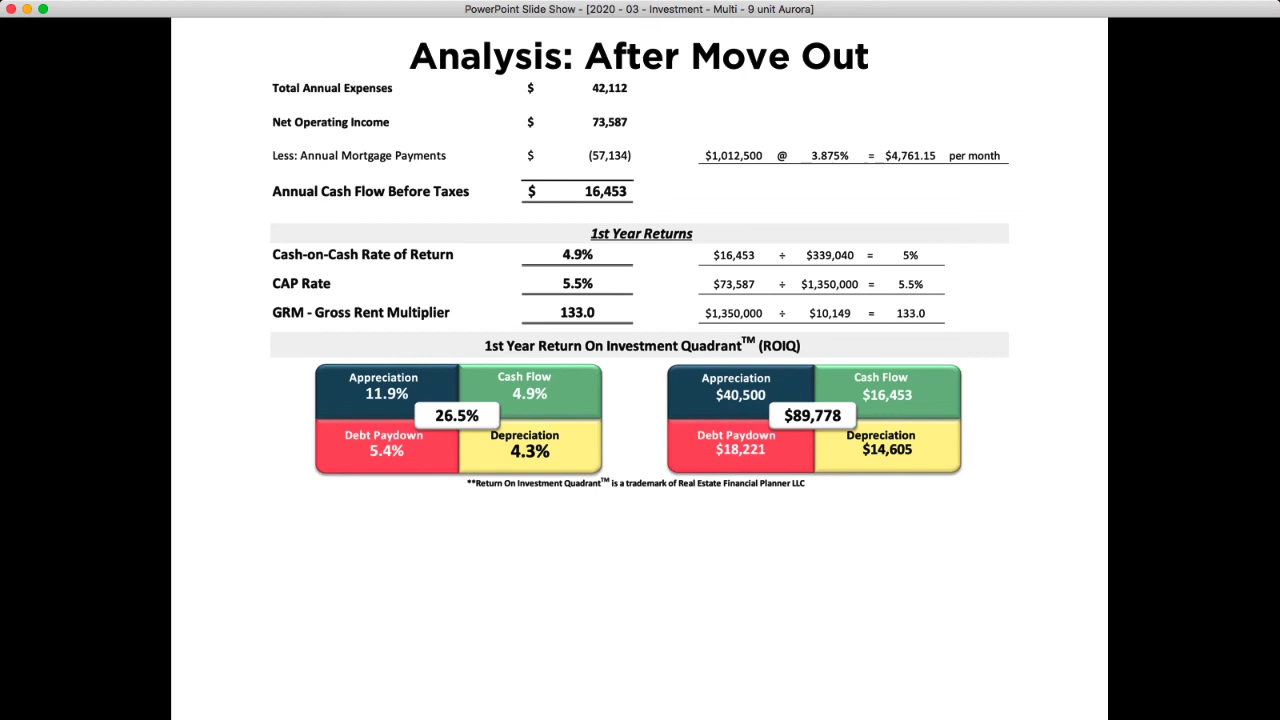 PowerPoint Slide Show - [2020 - 03 - Investment - Multi - 9 unit Aurora]
Analysis: After Move Out
Total Annual Expenses $ 42,112
Net Operating Income $ 73,587
Less: Annual Mortgage Payments $ (57,134) $1,012,500 @ 3.875% = $4,761.15 per month
Annual Cash Flow Before Taxes $ 16,453
1st Year Returns
Cash-on-Cash Rate of Return 4.9% $16,453 ÷ $339,040 = 5%
CAP Rate 5.5% $73,587 ÷ $1,350,000 = 5.5%
GRM - Gross Rent Multiplier 133.0 $1,350,000 ÷ $10,149 = 133.0
1st Year Return On Investment Quadrant™ (ROIQ)
Appreciation Cash Flow Appreciation Cash Flow
11.9% 4.9% $40,500 $16,453
26.5% $89,778
Debt Paydown Depreciation Debt Paydown Depreciation
5.4% 4.3% $18,221 $14,605
**Return On Investment Quadrant™ is a trademark of Real Estate Financial Planner LLC